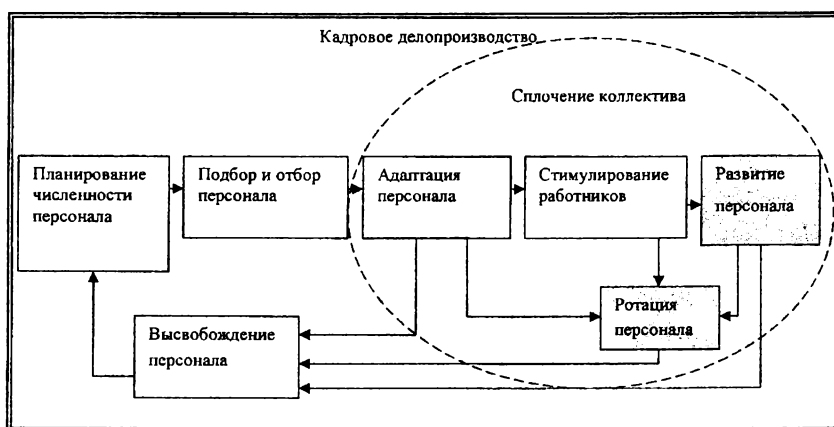 Кадровое делопроизводство
Сплочение коллектива
Планирование
численности
персонала
Подбор и отбор
персонала
Адаптация
персонала
Стимулирование
работников
Развитие
персонала
Ротация
персонала
Высвобождение
персонала